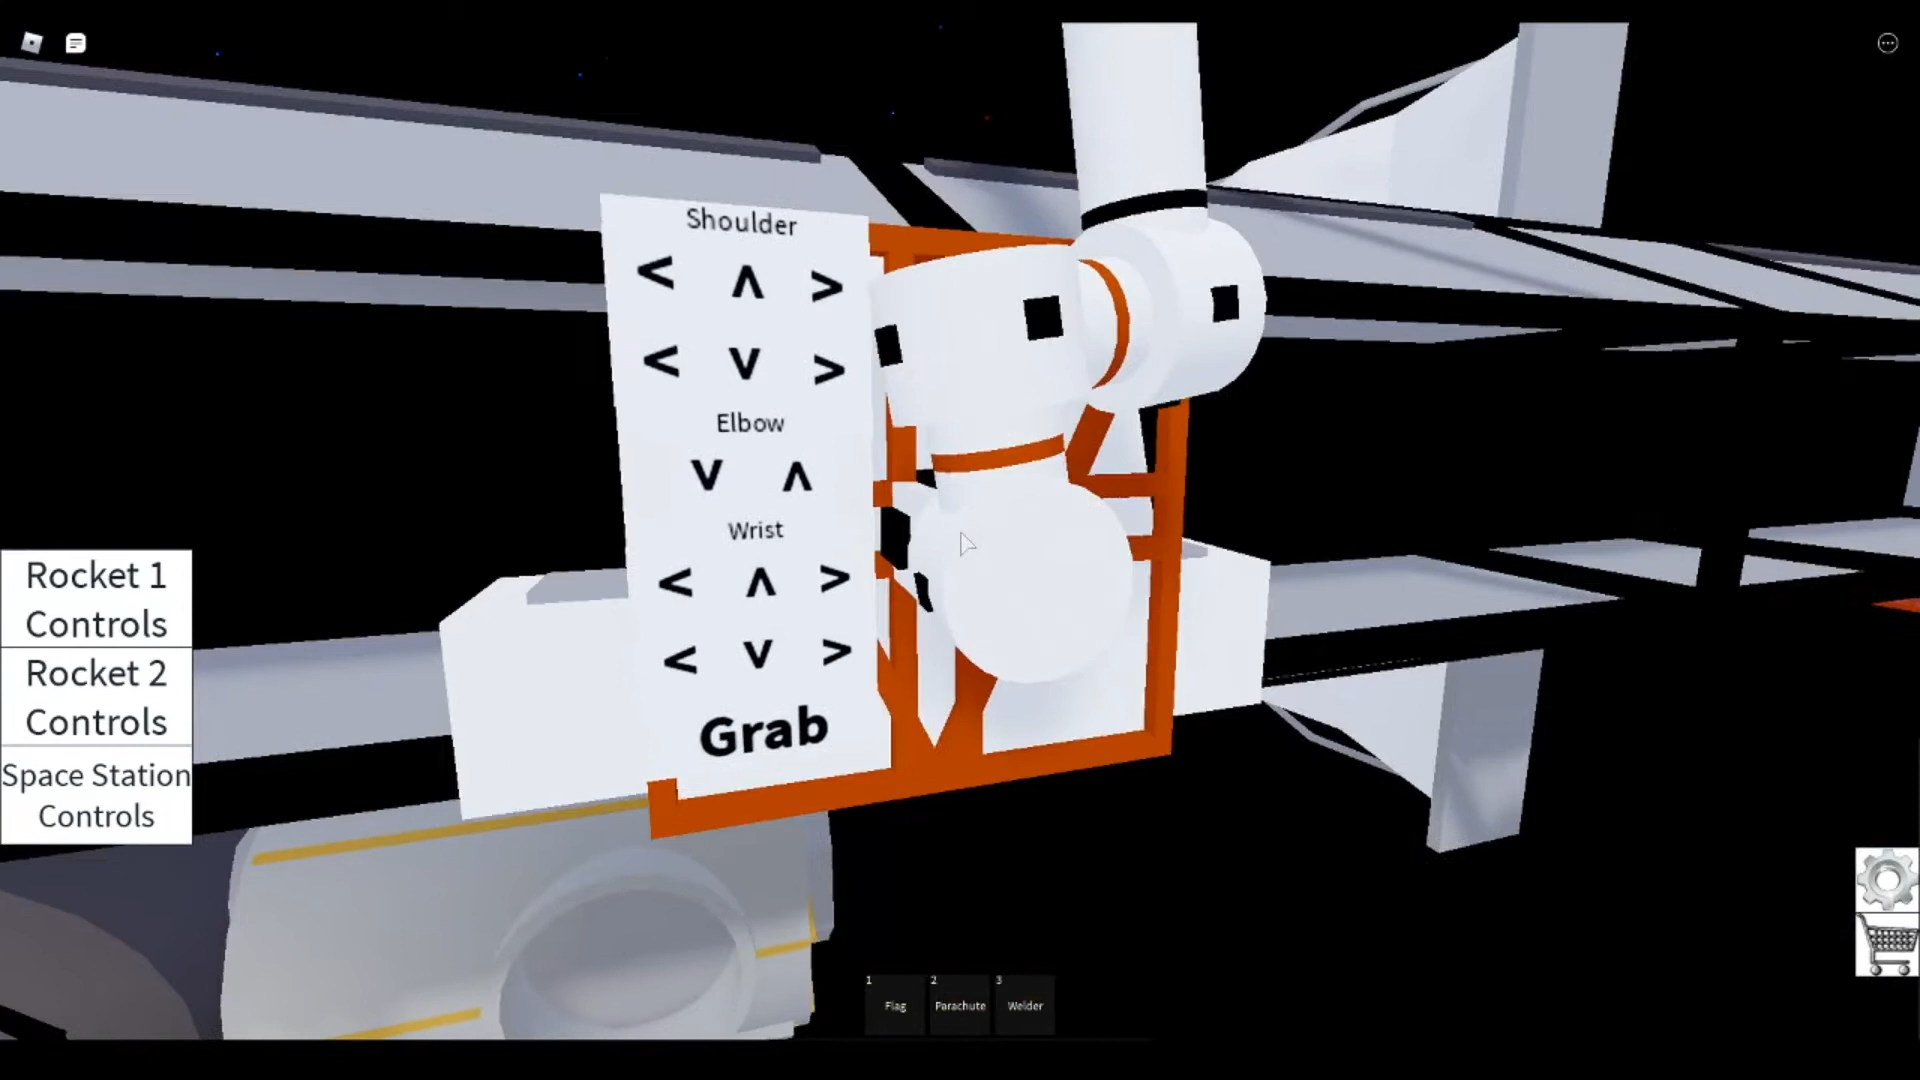 Shoulder
< ʌ >
< v >
Elbow
v ʌ
Wrist
< ʌ >
< v >
Grab
Rocket 1
Controls
Rocket 2
Controls
Space Station
Controls
1 2 3
Flag Parachute Welder